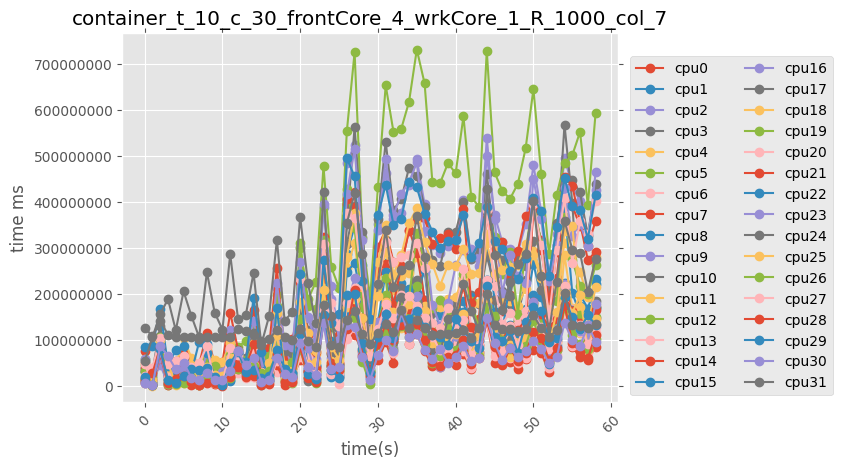 container_t_10_c_30_frontCore_4_wrkCore_1_R_1000_col_7
time ms
700000000
600000000
500000000
400000000
300000000
200000000
100000000
0
0 10 20 30 40 50 60
time(s)
cpu0 cpu16
cpu1 cpu17
cpu2 cpu18
cpu3 cpu19
cpu4 cpu20
cpu5 cpu21
cpu6 cpu22
cpu7 cpu23
cpu8 cpu24
cpu9 cpu25
cpu10 cpu26
cpu11 cpu27
cpu12 cpu28
cpu13 cpu29
cpu14 cpu30
cpu15 cpu31